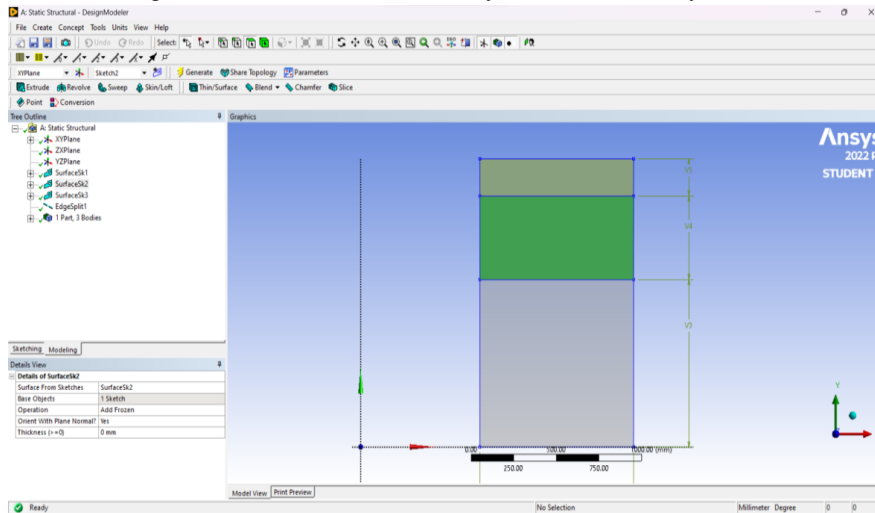 A: Static Structural - DesignModeler
File Create Concept Tools Units View Help
Undo Redo Select:
XYPlane Sketch2 Generate Share Topology Parameters
Extrude Revolve Sweep Skin/Loft Thin/Surface Blend Chamfer Slice
Point Conversion
Tree Outline
A: Static Structural
XYPlane
ZXPlane
YZPlane
SurfaceSk1
SurfaceSk2
SurfaceSk3
EdgeSplit1
1 Part, 3 Bodies
Sketching Modeling
Details View
Details of SurfaceSk2
Surface From Sketches SurfaceSk2
Base Objects 1 Sketch
Operation Add Frozen
Orient With Plane Normal? Yes
Thickness (>=0) 0 mm
Graphics
Ansys
2022
STUDENT
V5
V4
V3
Y
0.00 500.00 1000.00 (mm)
250.00 750.00
Model View Print Preview
Ready No Selection Millimeter Degree 0 0